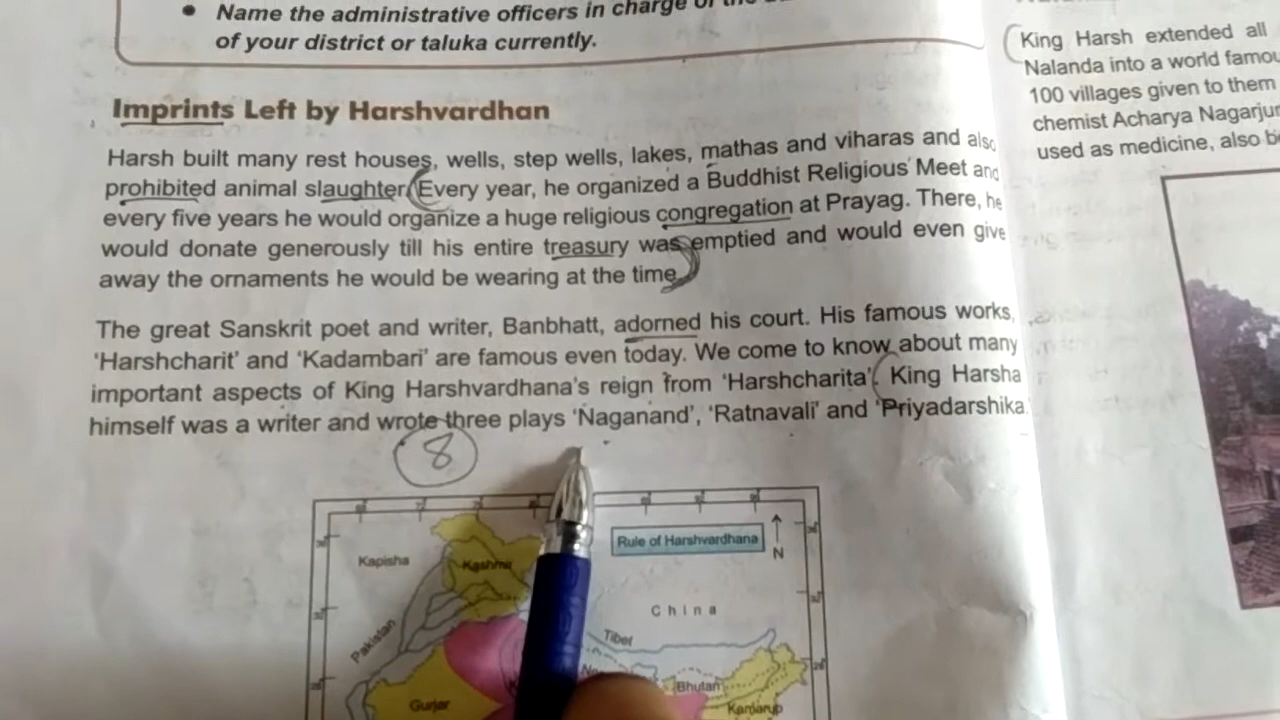 • Name the administrative officers in charge of the
of your district or taluka currently.
Imprints Left by Harshvardhan
Harsh built many rest houses, wells, step wells, lakes, mathas and viharas and also
prohibited animal slaughter. Every year, he organized a Buddhist Religious Meet and
every five years he would organize a huge religious congregation at Prayag. There, he
would donate generously till his entire treasury was emptied and would even give
away the ornaments he would be wearing at the time.
The great Sanskrit poet and writer, Banbhatt, adorned his court. His famous works,
'Harshcharit' and 'Kadambari' are famous even today. We come to know about many
important aspects of King Harshvardhana's reign from 'Harshcharita'. King Harsha
himself was a writer and wrote three plays 'Naganand', 'Ratnavali' and 'Priyadarshika.
8
Rule of Harshvardhana
N
Kapisha
Kashmir
China
Pakistan
Tibet
Bhutan
Gurjar
Kamarup
King Harsh extended all
Nalanda into a world famou
100 villages given to them
chemist Acharya Nagarjun
used as medicine, also b